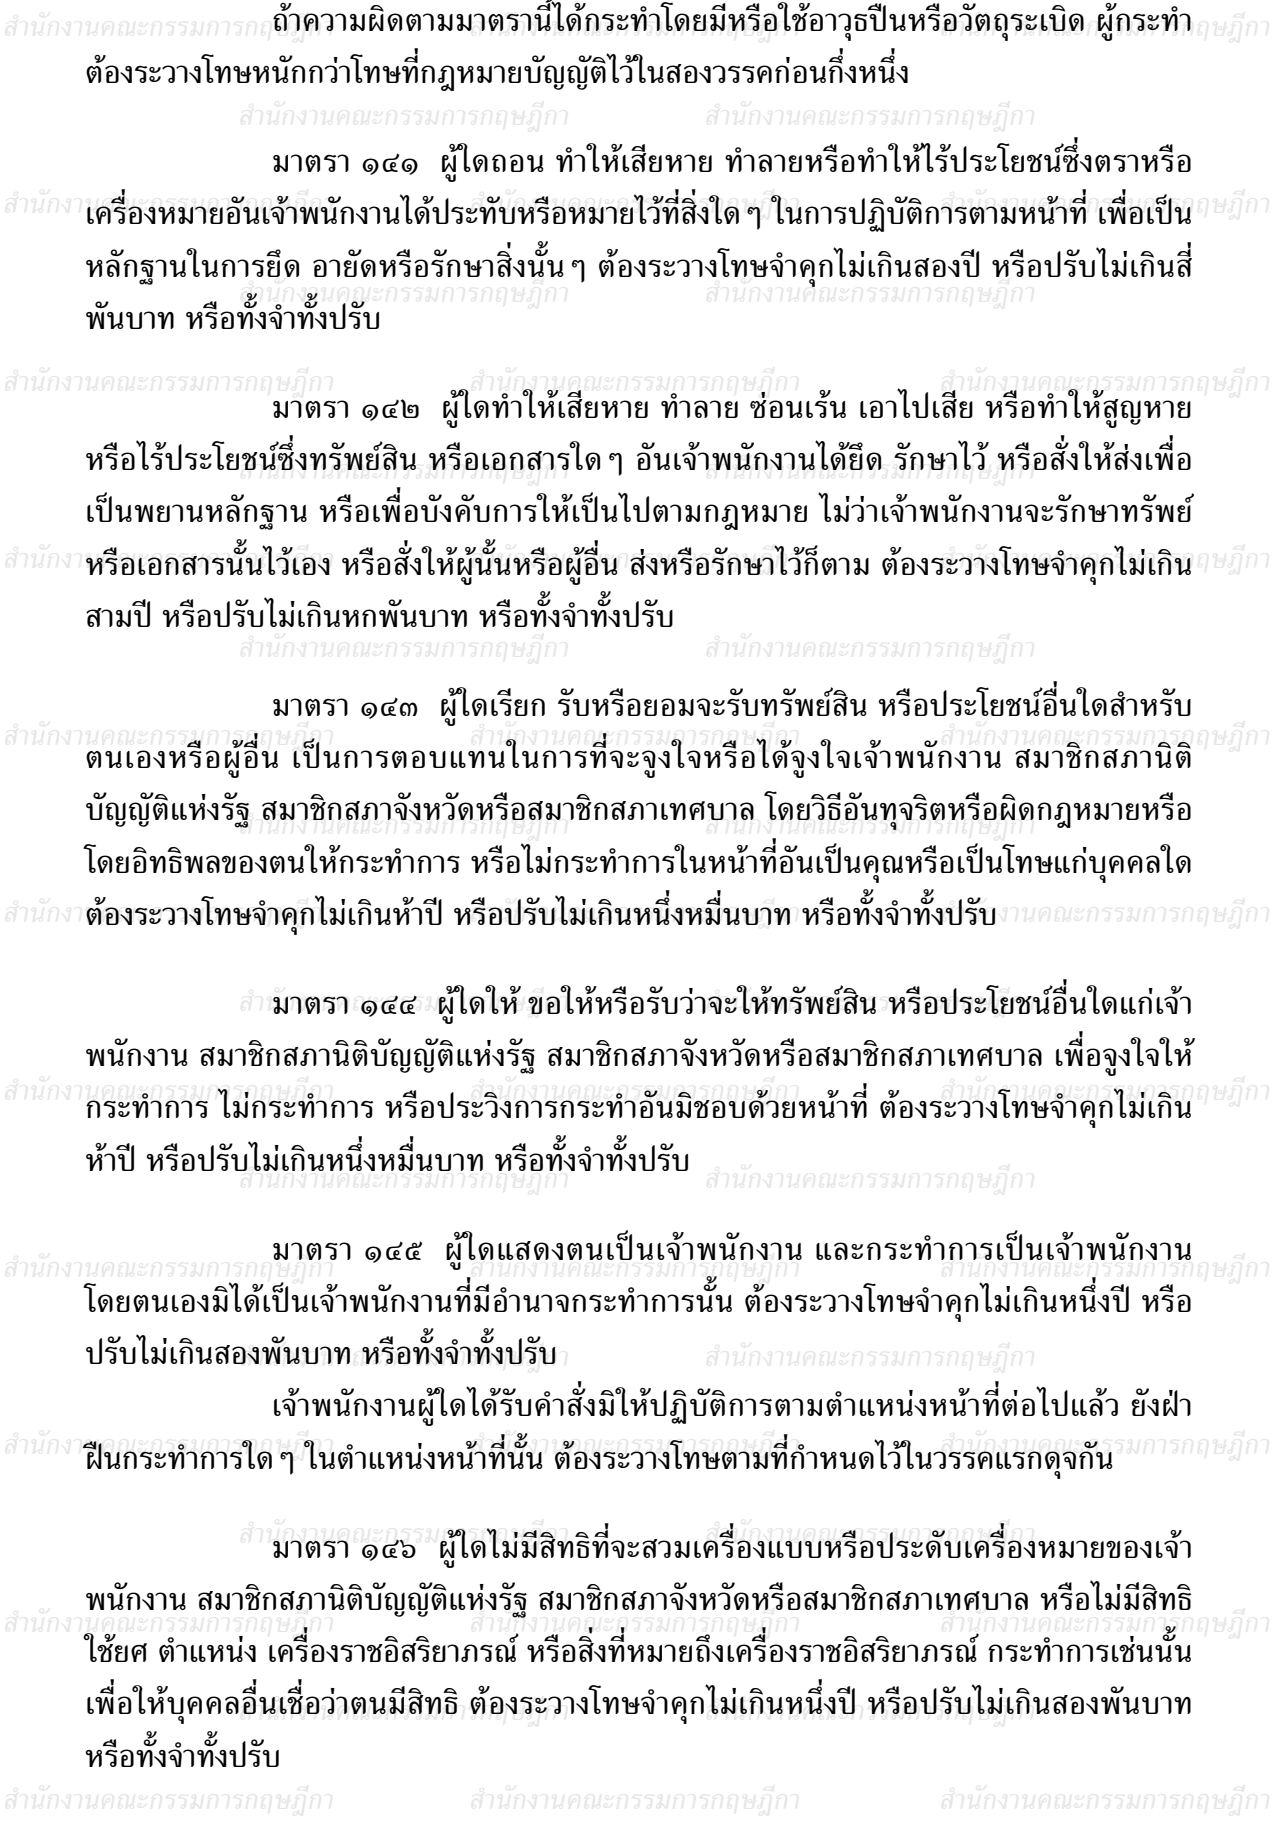 ถ้าความผิดตามมาตรานี้ได้กระทำโดยมีหรือใช้อาวุธปืนหรือวัตถุระเบิด ผู้กระทำ
ต้องระวางโทษหนักกว่าโทษที่กฎหมายบัญญัติไว้ในสองวรรคก่อนกึ่งหนึ่ง
มาตรา ๑๔๑ ผู้ใดถอน ทำให้เสียหาย ทำลายหรือทำให้ไร้ประโยชน์ซึ่งตราหรือ
เครื่องหมายอันเจ้าพนักงานได้ประทับหรือหมายไว้ที่สิ่งใด ๆ ในการปฏิบัติการตามหน้าที่ เพื่อเป็น
หลักฐานในการยึด อายัดหรือรักษาสิ่งนั้น ๆ ต้องระวางโทษจำคุกไม่เกินสองปี หรือปรับไม่เกินสี่
พันบาท หรือทั้งจำทั้งปรับ
มาตรา ๑๔๒ ผู้ใดทำให้เสียหาย ทำลาย ซ่อนเร้น เอาไปเสีย หรือทำให้สูญหาย
หรือไร้ประโยชน์ซึ่งทรัพย์สิน หรือเอกสารใด ๆ อันเจ้าพนักงานได้ยึด รักษาไว้ หรือสั่งให้ส่งเพื่อ
เป็นพยานหลักฐาน หรือเพื่อบังคับการให้เป็นไปตามกฎหมาย ไม่ว่าเจ้าพนักงานจะรักษาทรัพย์
หรือเอกสารนั้นไว้เอง หรือสั่งให้ผู้นั้นหรือผู้อื่น ส่งหรือรักษาไว้ก็ตาม ต้องระวางโทษจำคุกไม่เกิน
สามปี หรือปรับไม่เกินหกพันบาท หรือทั้งจำทั้งปรับ
มาตรา ๑๔๓ ผู้ใดเรียก รับหรือยอมจะรับทรัพย์สิน หรือประโยชน์อื่นใดสำหรับ
ตนเองหรือผู้อื่น เป็นการตอบแทนในการที่จะจูงใจหรือได้จูงใจเจ้าพนักงาน สมาชิกสภานิติ
บัญญัติแห่งรัฐ สมาชิกสภาจังหวัดหรือสมาชิกสภาเทศบาล โดยวิธีอันทุจริตหรือผิดกฎหมายหรือ
โดยอิทธิพลของตนให้กระทำการ หรือไม่กระทำการในหน้าที่อันเป็นคุณหรือเป็นโทษแก่บุคคลใด
ต้องระวางโทษจำคุกไม่เกินห้าปี หรือปรับไม่เกินหนึ่งหมื่นบาท หรือทั้งจำทั้งปรับ
มาตรา ๑๔๔ ผู้ใดให้ ขอให้หรือรับว่าจะให้ทรัพย์สิน หรือประโยชน์อื่นใดแก่เจ้า
พนักงาน สมาชิกสภานิติบัญญัติแห่งรัฐ สมาชิกสภาจังหวัดหรือสมาชิกสภาเทศบาล เพื่อจูงใจให้
กระทำการ ไม่กระทำการ หรือประวิงการกระทำอันมิชอบด้วยหน้าที่ ต้องระวางโทษจำคุกไม่เกิน
ห้าปี หรือปรับไม่เกินหนึ่งหมื่นบาท หรือทั้งจำทั้งปรับ
มาตรา ๑๔๕ ผู้ใดแสดงตนเป็นเจ้าพนักงาน และกระทำการเป็นเจ้าพนักงาน
โดยตนเองมิได้เป็นเจ้าพนักงานที่มีอำนาจกระทำการนั้น ต้องระวางโทษจำคุกไม่เกินหนึ่งปี หรือ
ปรับไม่เกินสองพันบาท หรือทั้งจำทั้งปรับ
เจ้าพนักงานผู้ใดได้รับคำสั่งมิให้ปฏิบัติการตามตำแหน่งหน้าที่ต่อไปแล้ว ยังฝ่า
ฝืนกระทำการใด ๆ ในตำแหน่งหน้าที่นั้น ต้องระวางโทษตามที่กำหนดไว้ในวรรคแรกดุจกัน
มาตรา ๑๔๖ ผู้ใดไม่มีสิทธิที่จะสวมเครื่องแบบหรือประดับเครื่องหมายของเจ้า
พนักงาน สมาชิกสภานิติบัญญัติแห่งรัฐ สมาชิกสภาจังหวัดหรือสมาชิกสภาเทศบาล หรือไม่มีสิทธิ
ใช้ยศ ตำแหน่ง เครื่องราชอิสริยาภรณ์ หรือสิ่งที่หมายถึงเครื่องราชอิสริยาภรณ์ กระทำการเช่นนั้น
เพื่อให้บุคคลอื่นเชื่อว่าตนมีสิทธิ ต้องระวางโทษจำคุกไม่เกินหนึ่งปี หรือปรับไม่เกินสองพันบาท
หรือทั้งจำทั้งปรับ
สำนักงานคณะกรรมการกฤษฎีกา สำนักงานคณะกรรมการกฤษฎีกา สำนักงานคณะกรรมการกฤษฎีกา